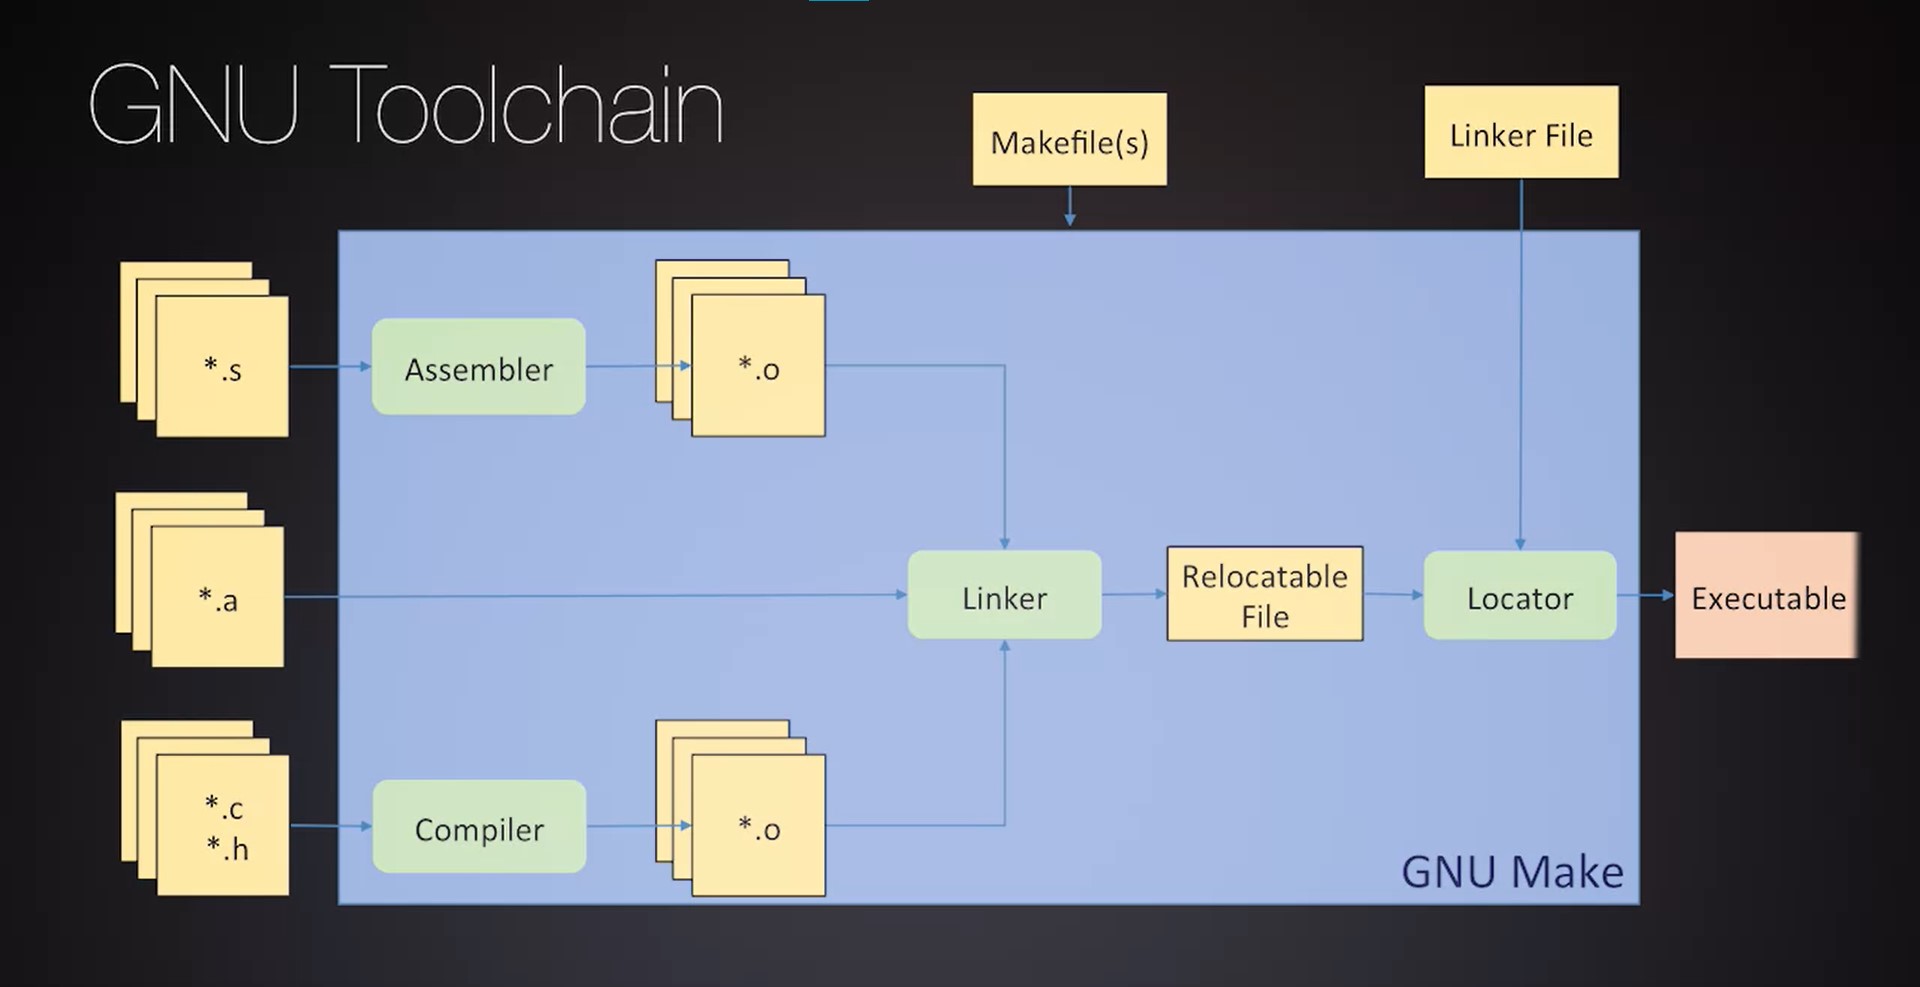 GNU Toolchain
Makefile(s)
Linker File
*.s
Assembler
*.o
*.a
Linker
Relocatable
File
Locator
Executable
*.c
*.h
Compiler
*.o
GNU Make